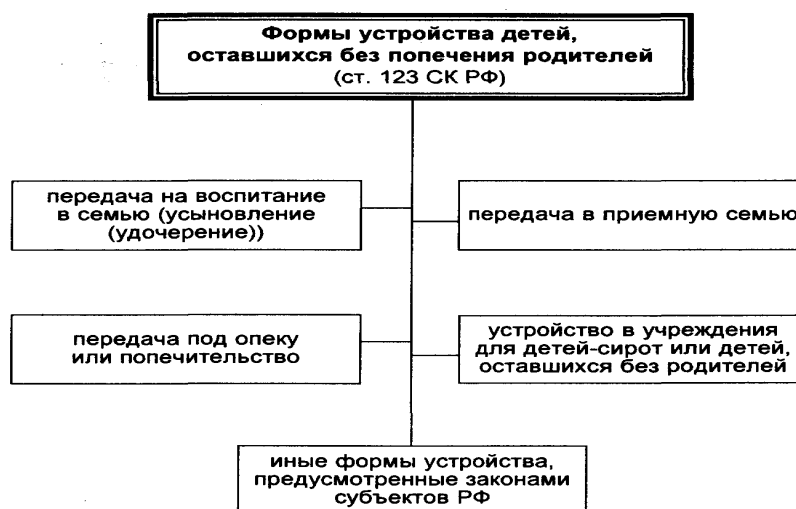 Формы устройства детей,
оставшихся без попечения родителей
(ст. 123 СК РФ)
передача на воспитание
в семью (усыновление
(удочерение))
передача в приемную семью
передача под опеку
или попечительство
устройство в учреждения
для детей-сирот или детей,
оставшихся без родителей
иные формы устройства,
предусмотренные законами
субъектов РФ